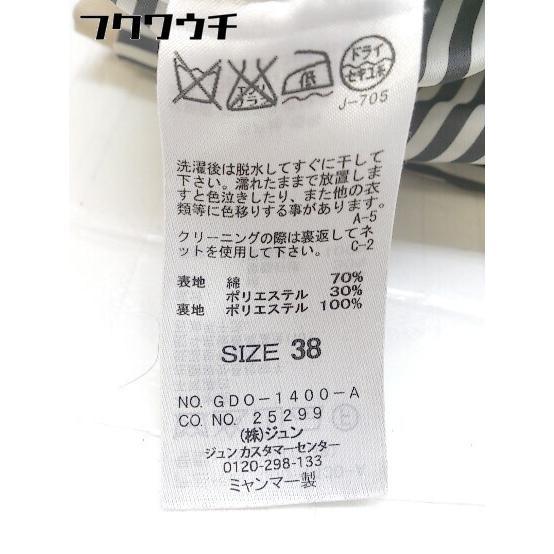 フクワウチ
エンソ
サラシ
低
ドライ
セキユ系
J-705
洗濯後は脱水してすぐに干して
下さい。濡れたままで放置しま
すと色泣きしたり、また他の衣
類等に色移りする事があります。
A-5
クリーニングの際は裏返してネ
ットを使用して下さい。 C-2
表地 綿 70%
ポリエステル 30%
裏地 ポリエステル 100%
SIZE 38
NO. GDO-1400-A
CO. NO. 25299
(株)ジュン
ジュンカスタマーセンター
0120-298-133
ミャンマー製